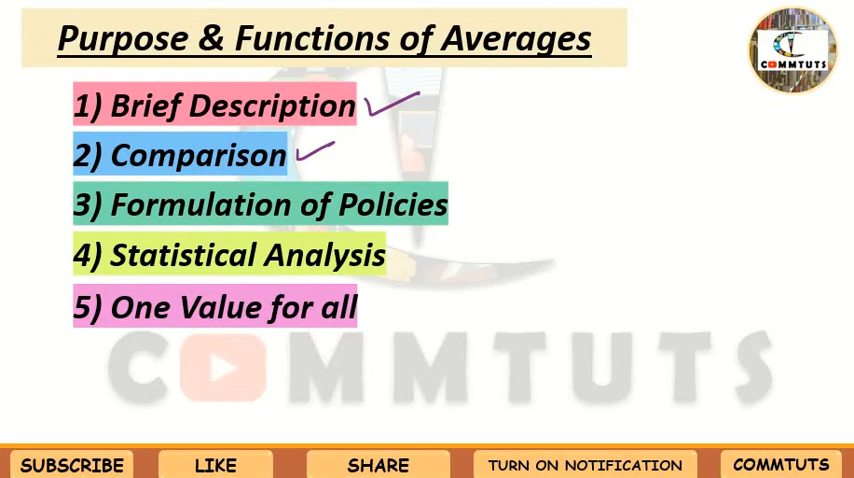 Purpose & Functions of Averages
COMMTUTS
1) Brief Description
2) Comparison
3) Formulation of Policies
4) Statistical Analysis
5) One Value for all
COMMTUTS
SUBSCRIBE
LIKE
SHARE
TURN ON NOTIFICATION
COMMTUTS